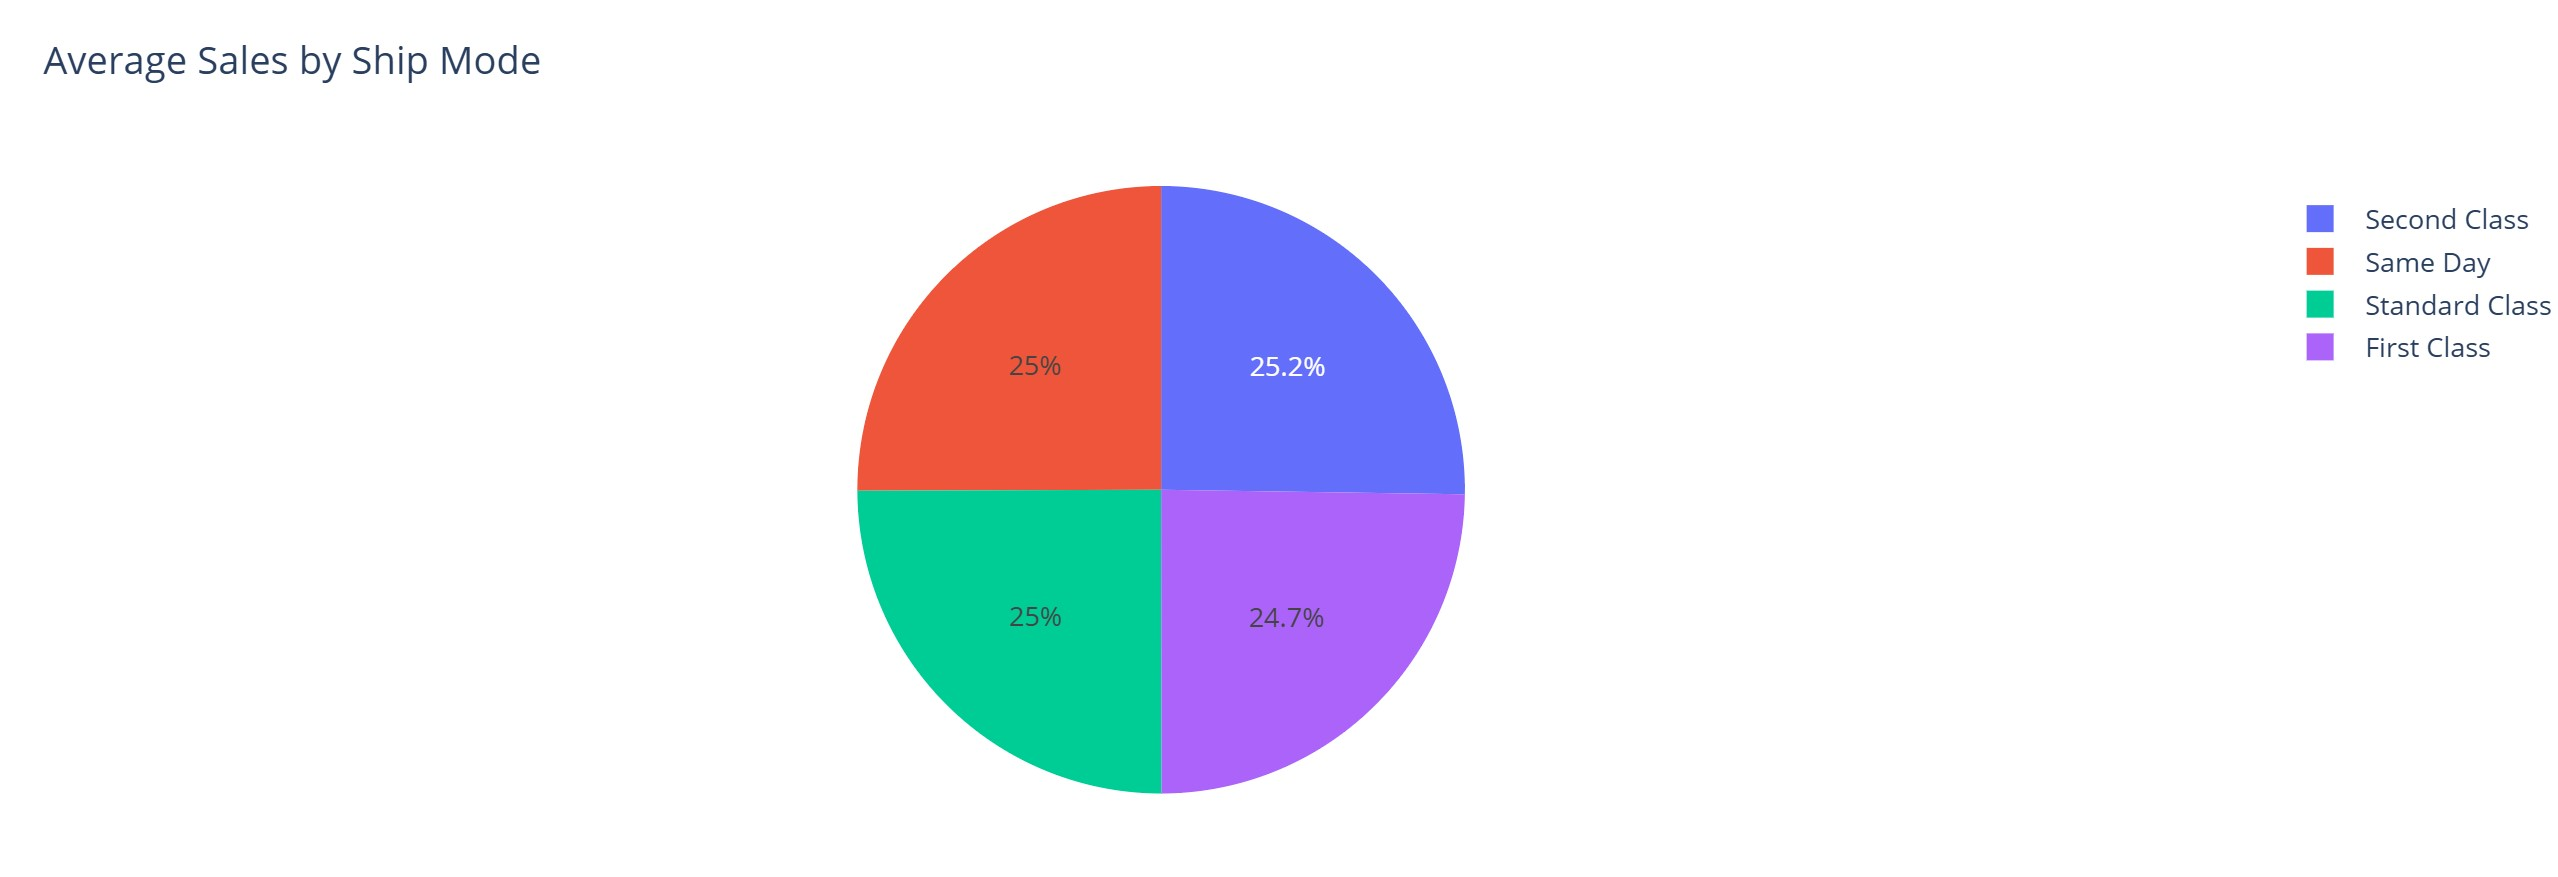 Average Sales by Ship Mode
Second Class
Same Day
Standard Class
First Class
25%
25.2%
25%
24.7%